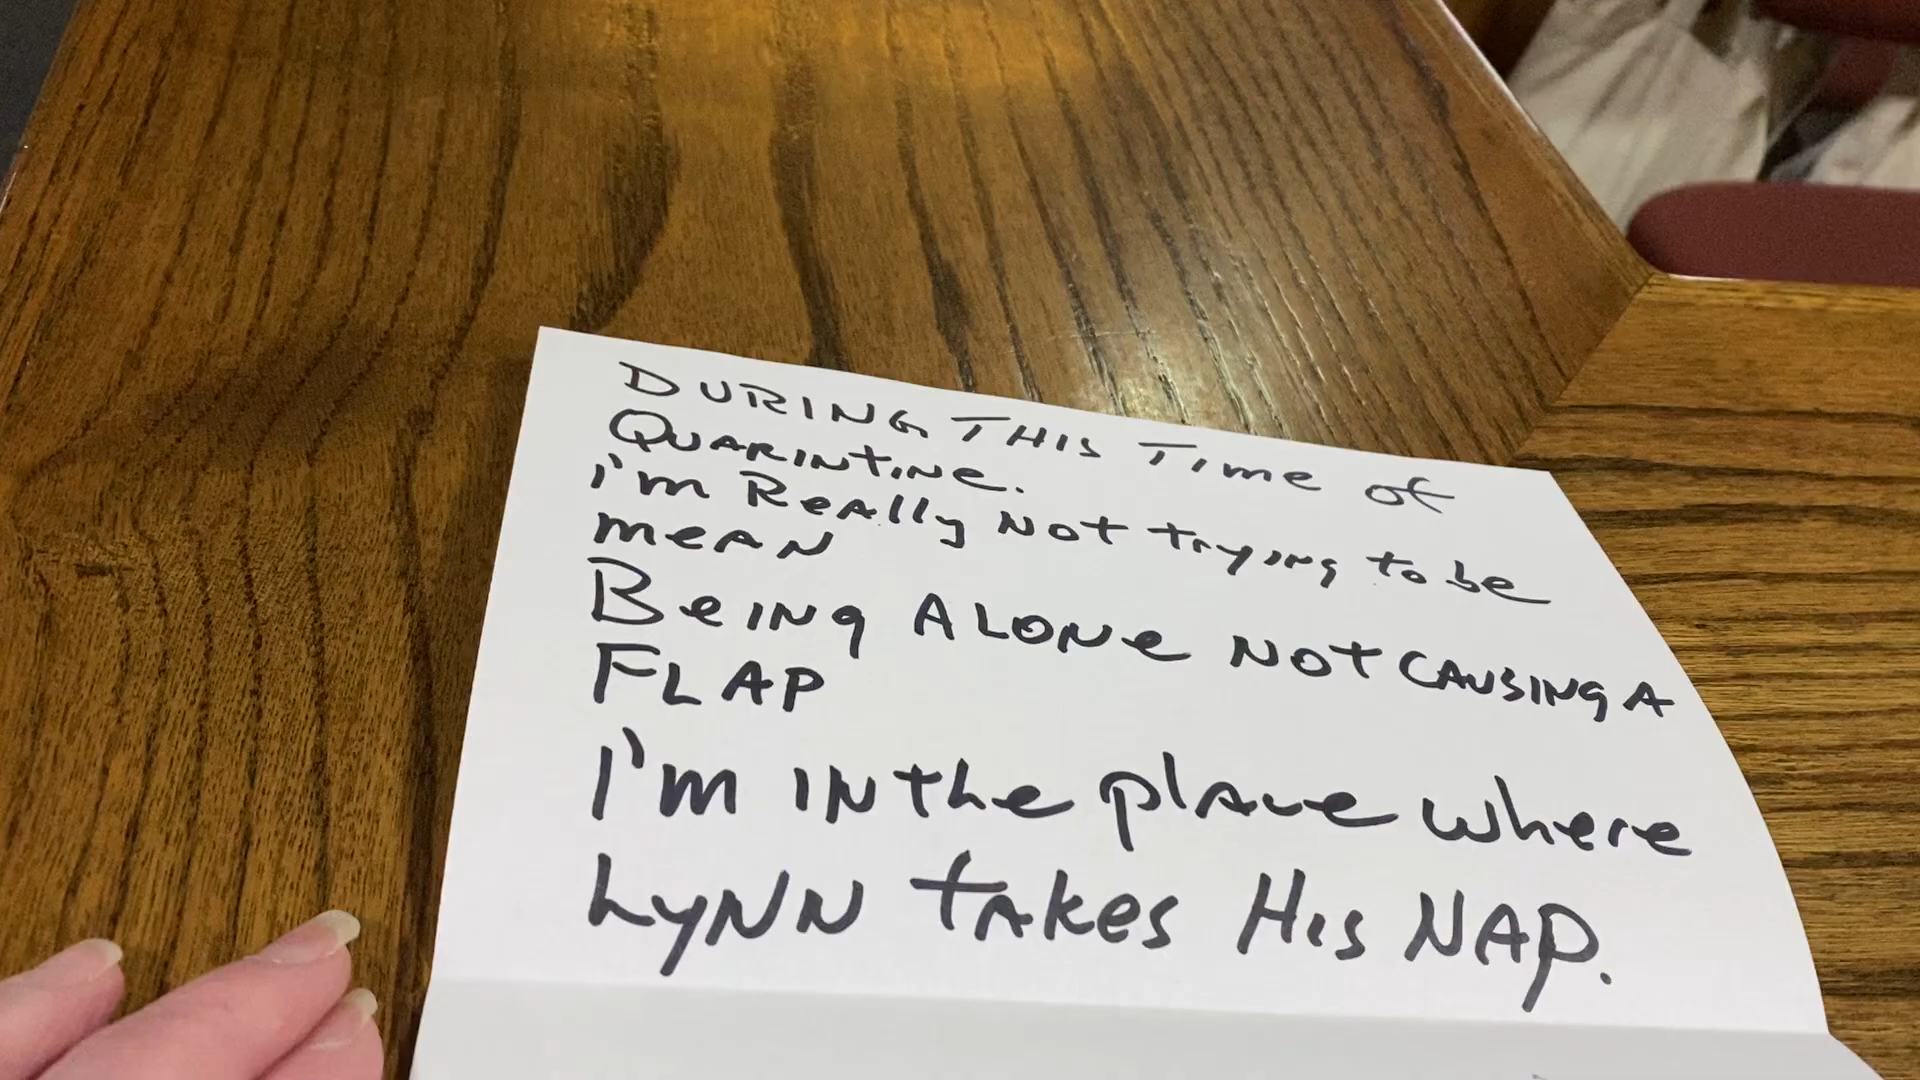 DURING THIS TIme of
QUARINtINe.
I'm ReAlly Not trying to be
meAN
BeINg ALONe NOt CAUSINg A
FLAP
I'm IN the plAce where
LyNN tAkes HIs NAP.